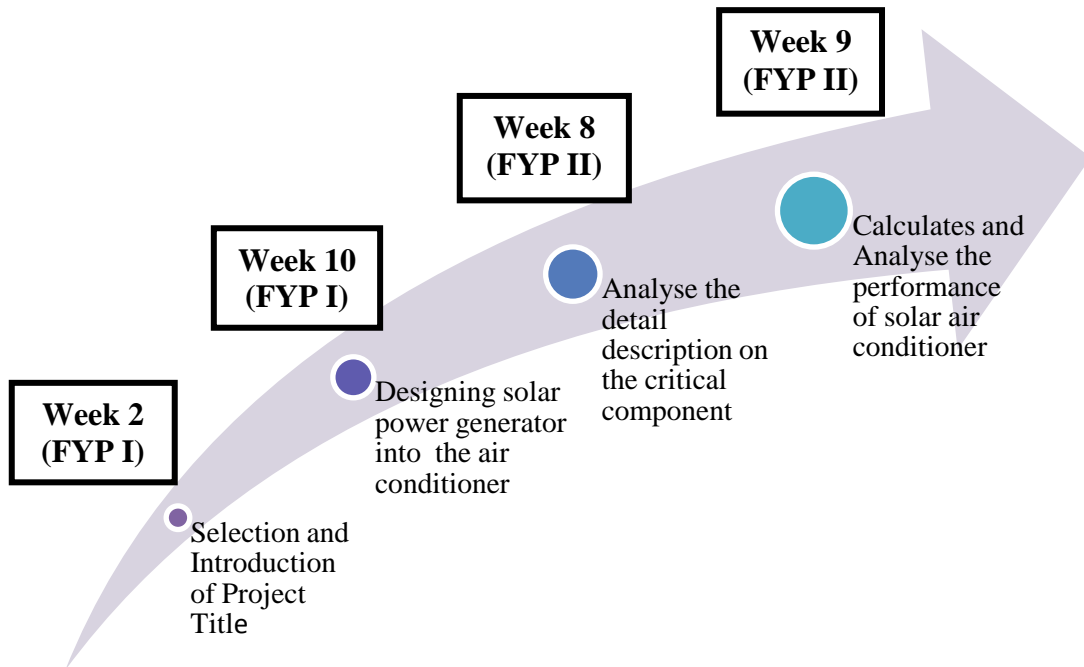 Week 2
(FYP I)
Selection and
Introduction
of Project
Title
Week 10
(FYP I)
Designing solar
power generator
into the air
conditioner
Week 8
(FYP II)
Analyse the
detail
description on
the critical
component
Week 9
(FYP II)
Calculates and
Analyse the
performance
of solar air
conditioner